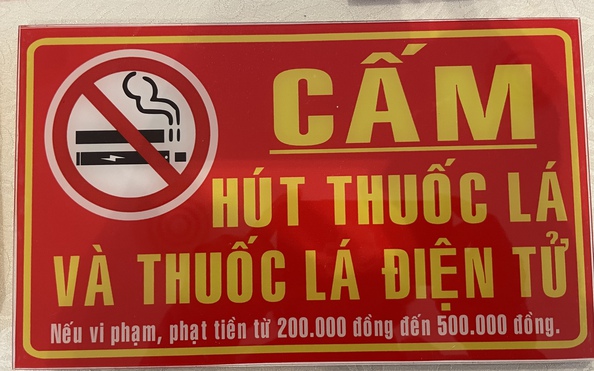 CẤM
HÚT THUỐC LÁ
VÀ THUỐC LÁ ĐIỆN TỬ
Nếu vi phạm, phạt tiền từ 200.000 đồng đến 500.000 đồng.